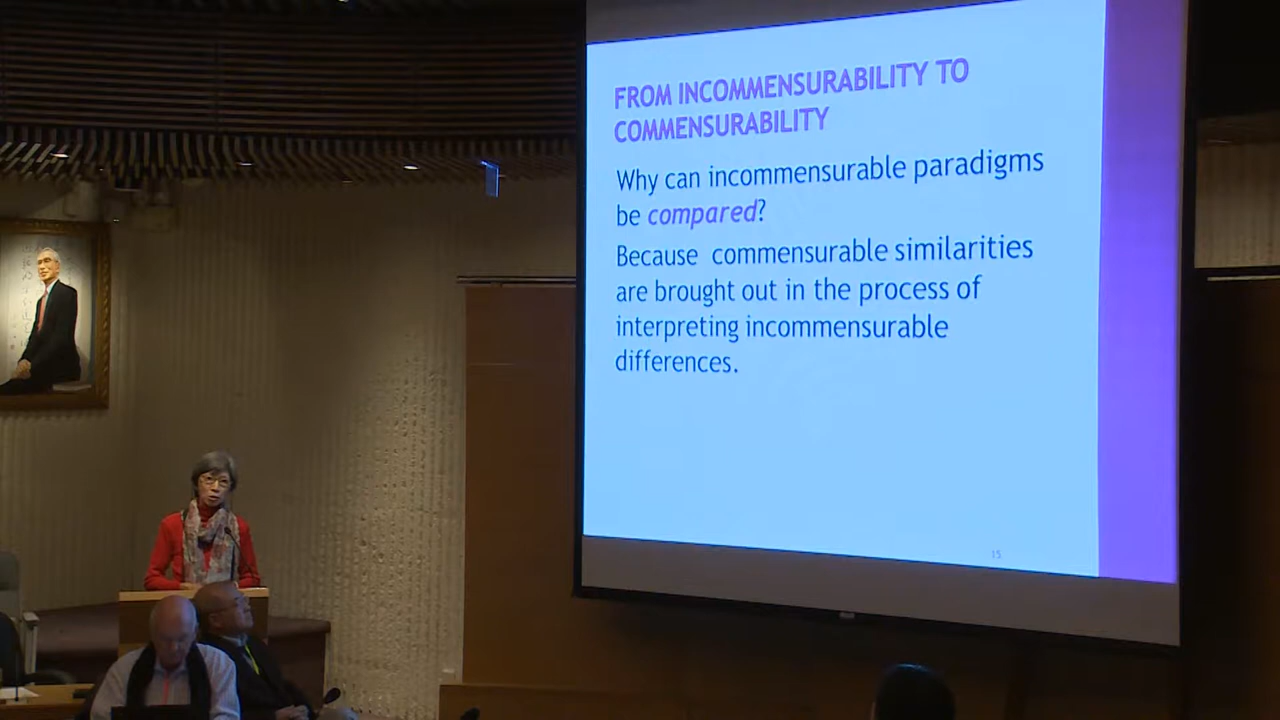 FROM INCOMMENSURABILITY TO
COMMENSURABILITY
Why can incommensurable paradigms
be compared?
Because commensurable similarities
are brought out in the process of
interpreting incommensurable
differences.
15